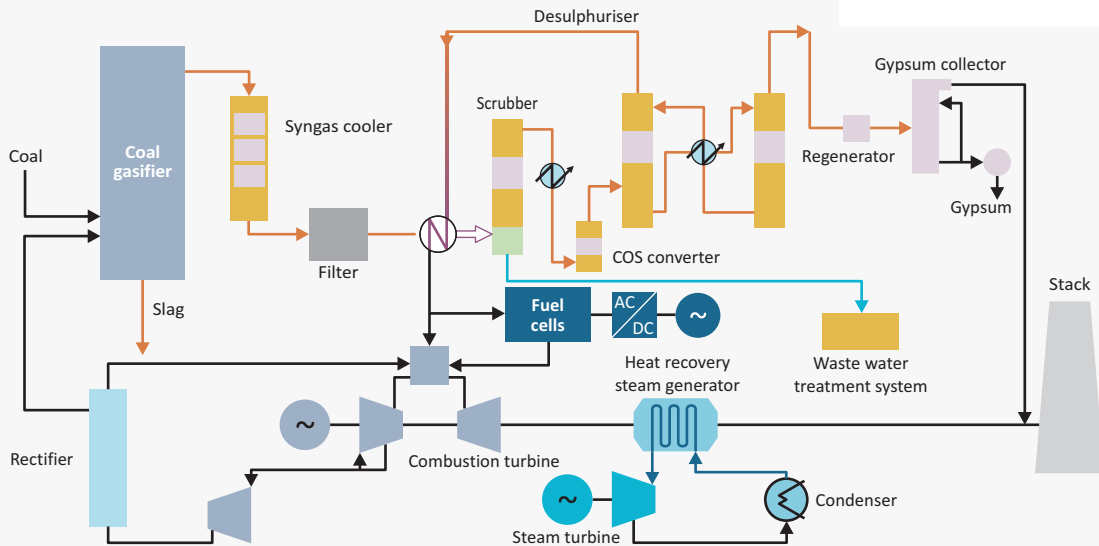 Desulphuriser
Gypsum collector
Scrubber
Syngas cooler
Coal
Coal
gasifier
Regenerator
Gypsum
COS converter
Filter
Slag
Fuel
cells
AC
DC
~
Stack
Waste water
treatment system
Heat recovery
steam generator
~
Combustion turbine
Rectifier
~
Condenser
Steam turbine